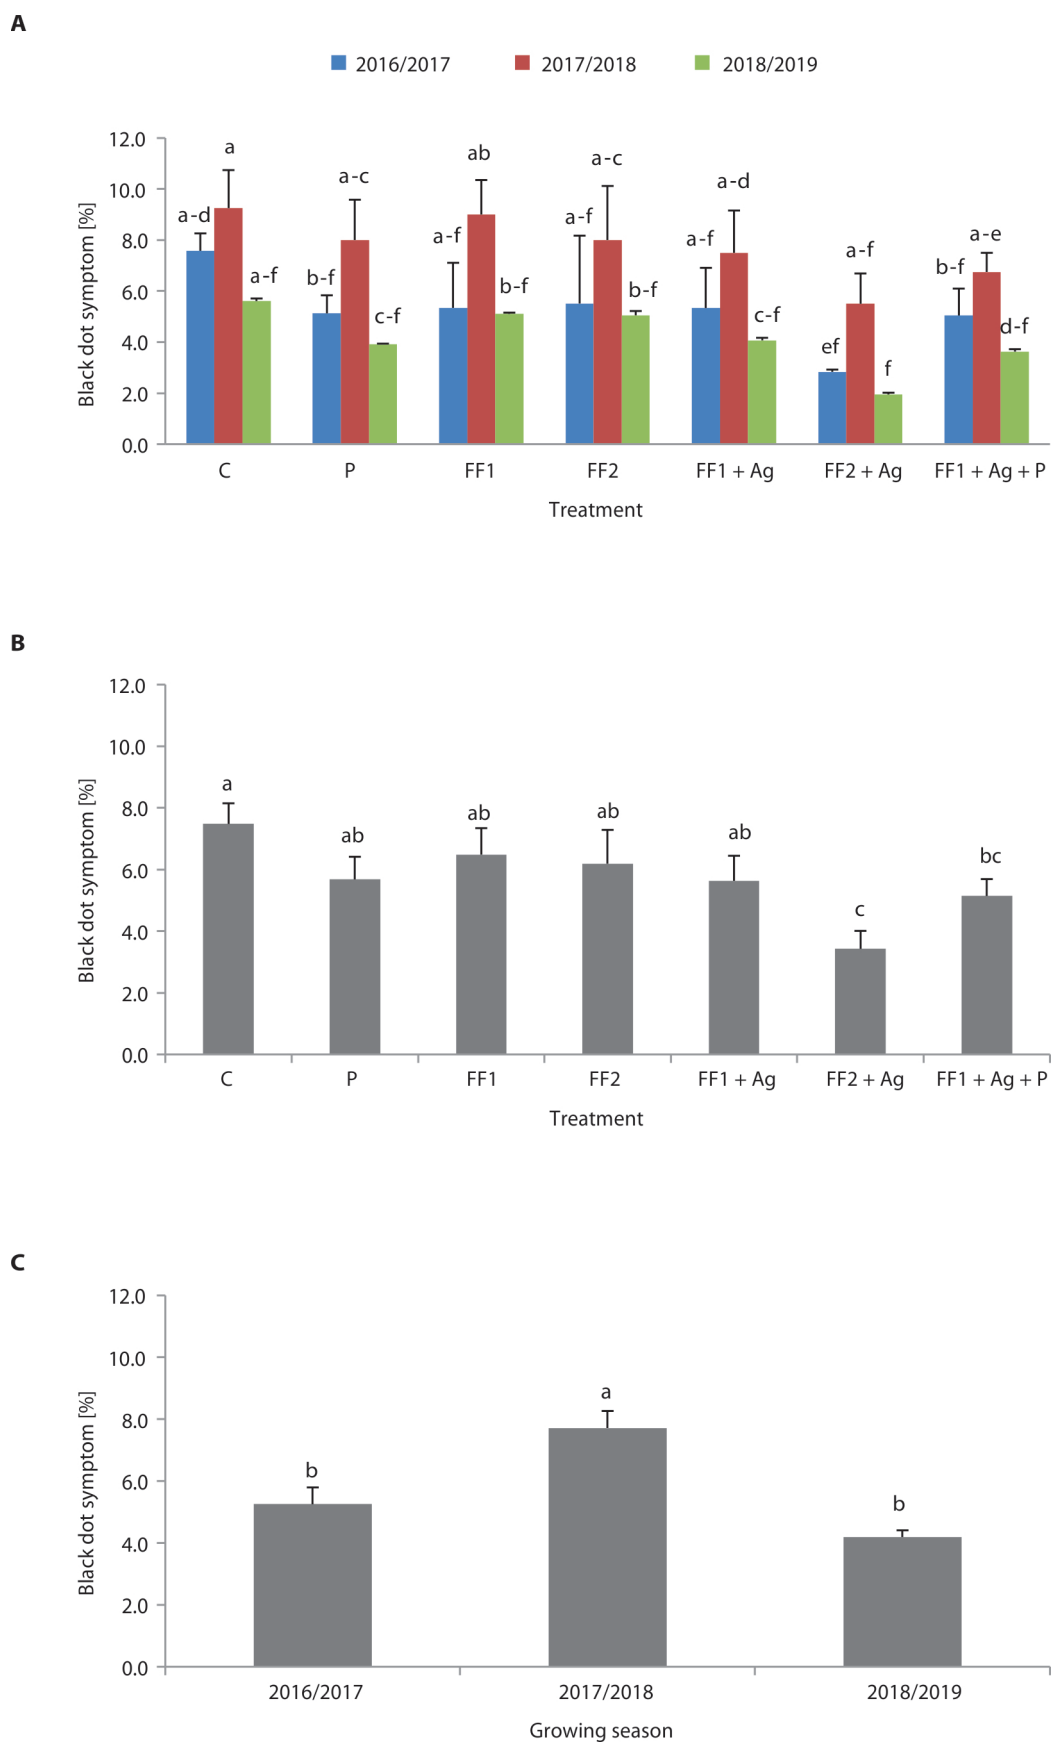 A
2016/2017 2017/2018 2018/2019
Black dot symptom [%]
12.0
10.0
8.0
6.0
4.0
2.0
0.0
a-d a a-f
b-f a-c c-f
a-f ab b-f
a-f a-c b-f
a-f a-d c-f
ef a-f f
b-f a-e d-f
C P FF1 FF2 FF1 + Ag FF2 + Ag FF1 + Ag + P
Treatment
B
Black dot symptom [%]
12.0
10.0
8.0
6.0
4.0
2.0
0.0
a ab ab ab ab c bc
C P FF1 FF2 FF1 + Ag FF2 + Ag FF1 + Ag + P
Treatment
C
Black dot symptom [%]
12.0
10.0
8.0
6.0
4.0
2.0
0.0
b a b
2016/2017 2017/2018 2018/2019
Growing season